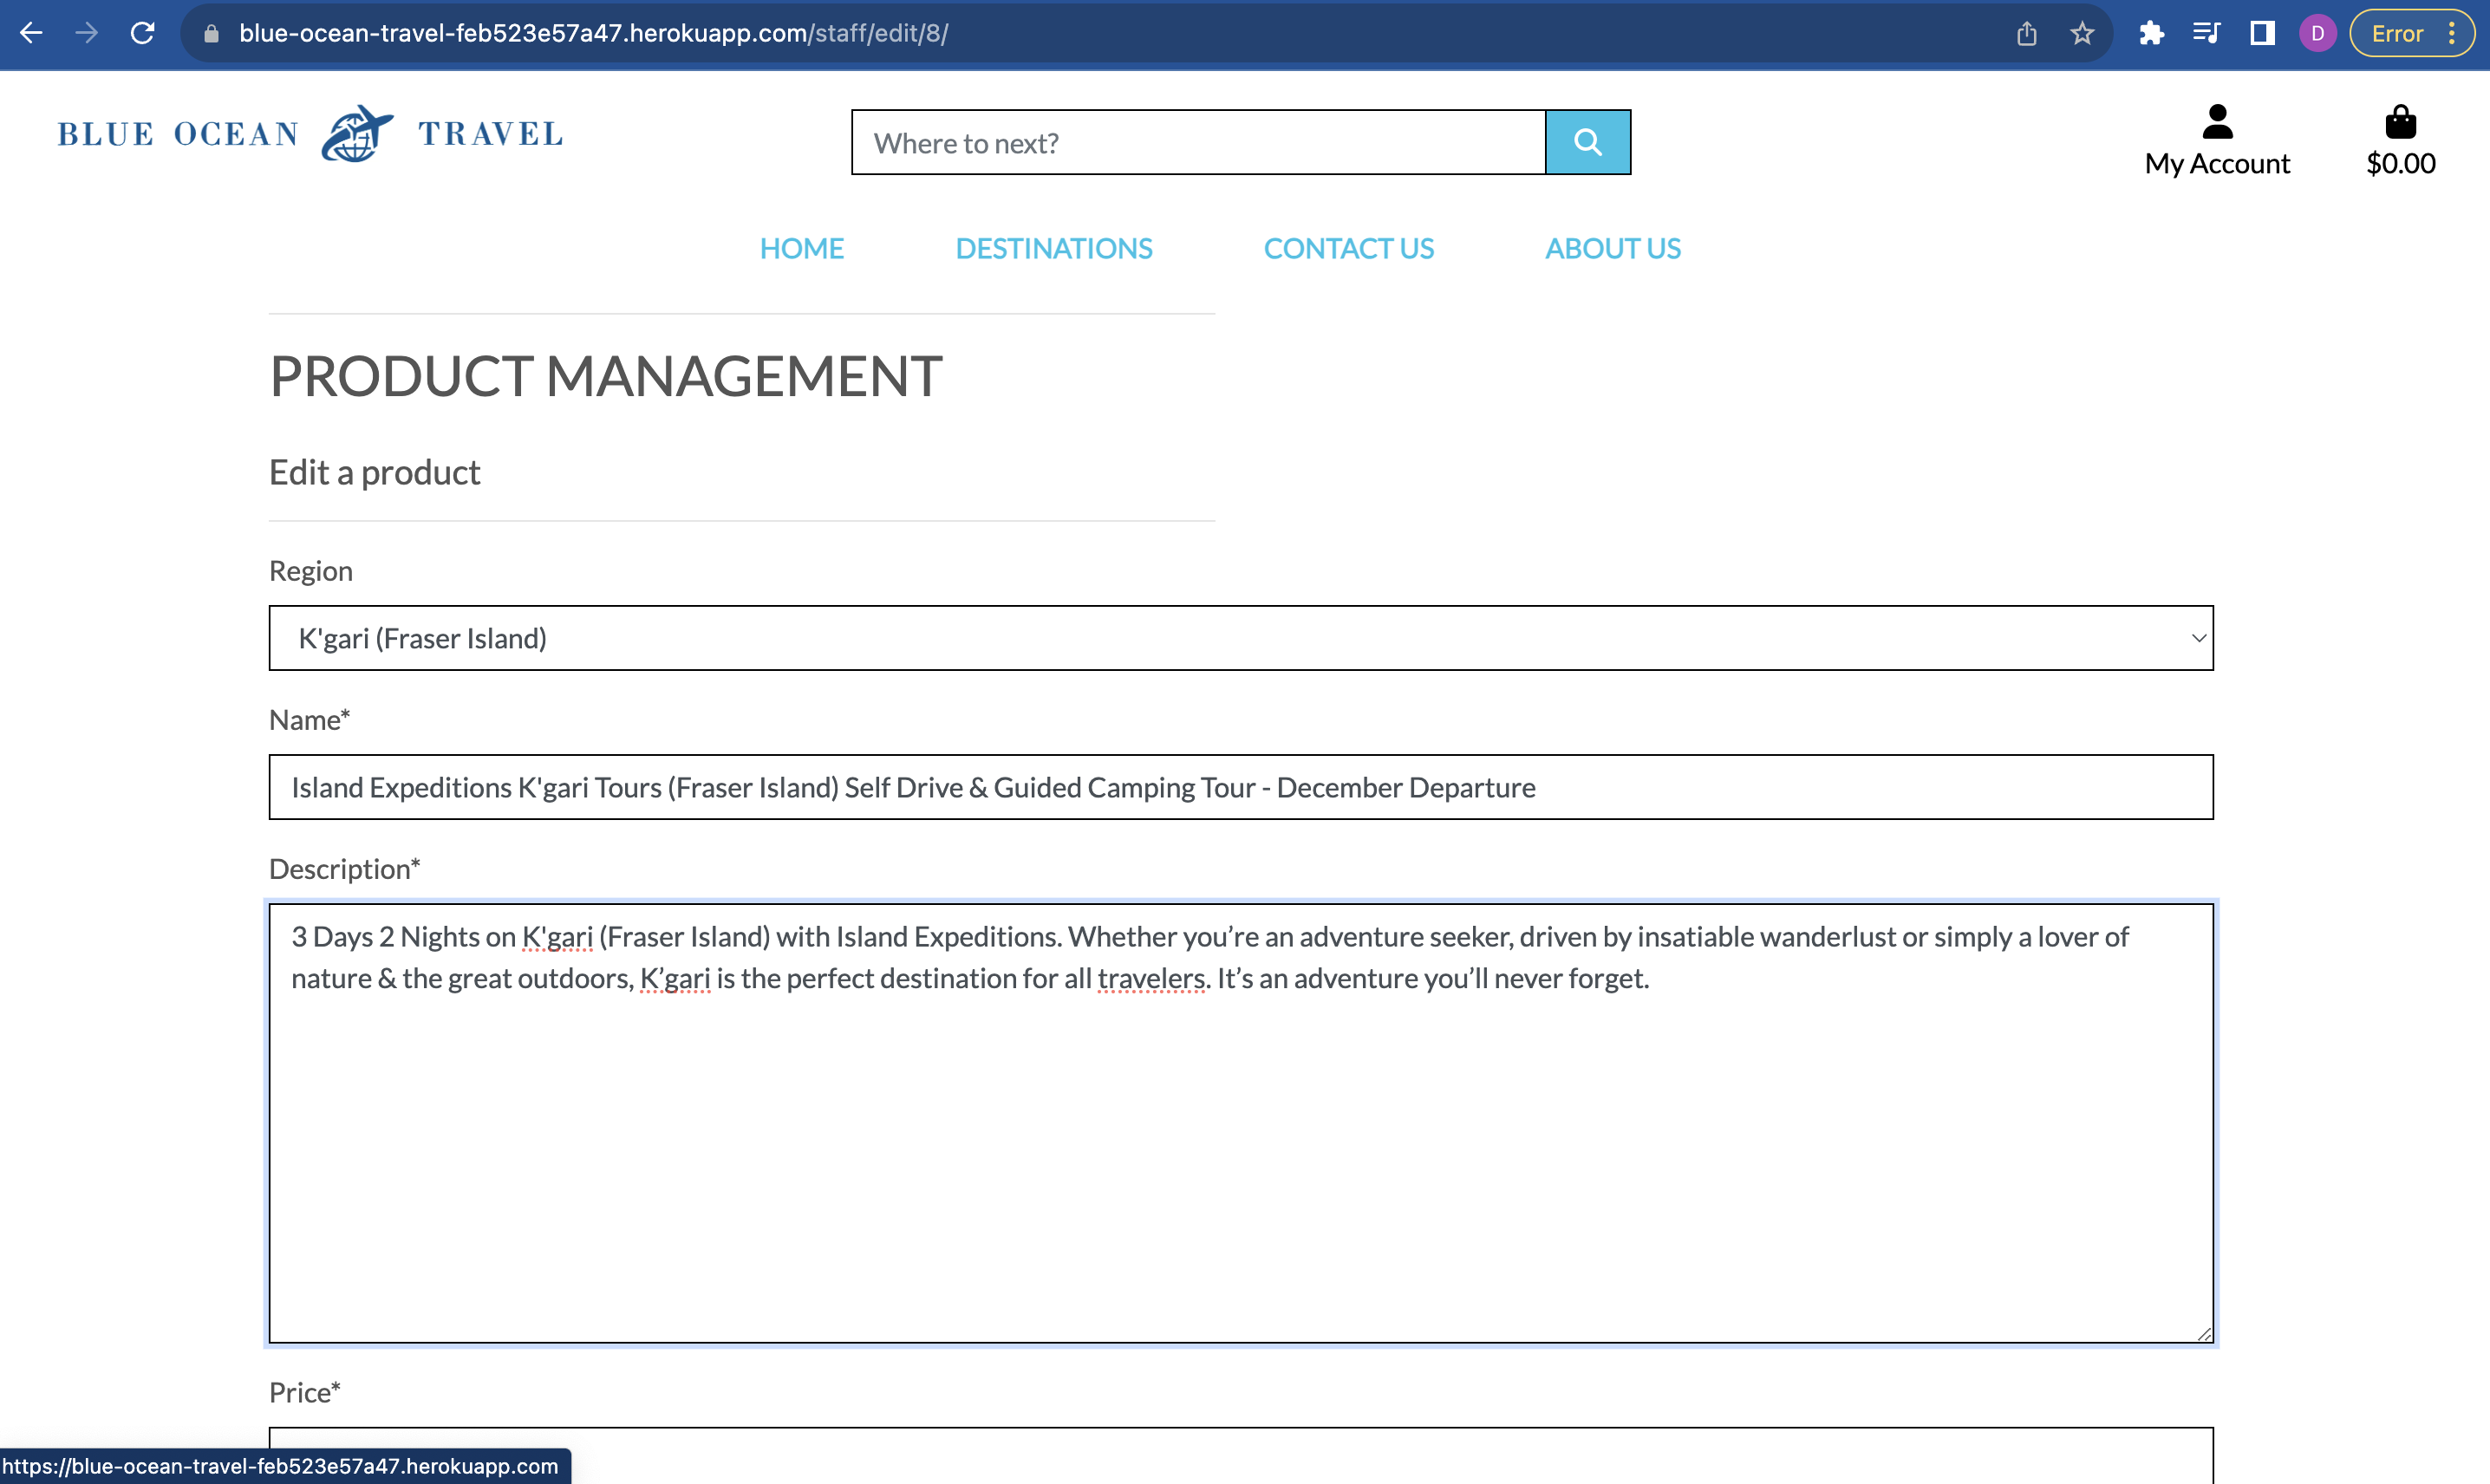 blue-ocean-travel-feb523e57a47.herokuapp.com/staff/edit/8/
D
Error
BLUE OCEAN TRAVEL
Where to next?
My Account
$0.00
HOME DESTINATIONS CONTACT US ABOUT US
PRODUCT MANAGEMENT
Edit a product
Region
K'gari (Fraser Island)
Name*
Island Expeditions K'gari Tours (Fraser Island) Self Drive & Guided Camping Tour - December Departure
Description*
3 Days 2 Nights on K'gari (Fraser Island) with Island Expeditions. Whether you’re an adventure seeker, driven by insatiable wanderlust or simply a lover of
nature & the great outdoors, K’gari is the perfect destination for all travelers. It’s an adventure you’ll never forget.
Price*
https://blue-ocean-travel-feb523e57a47.herokuapp.com